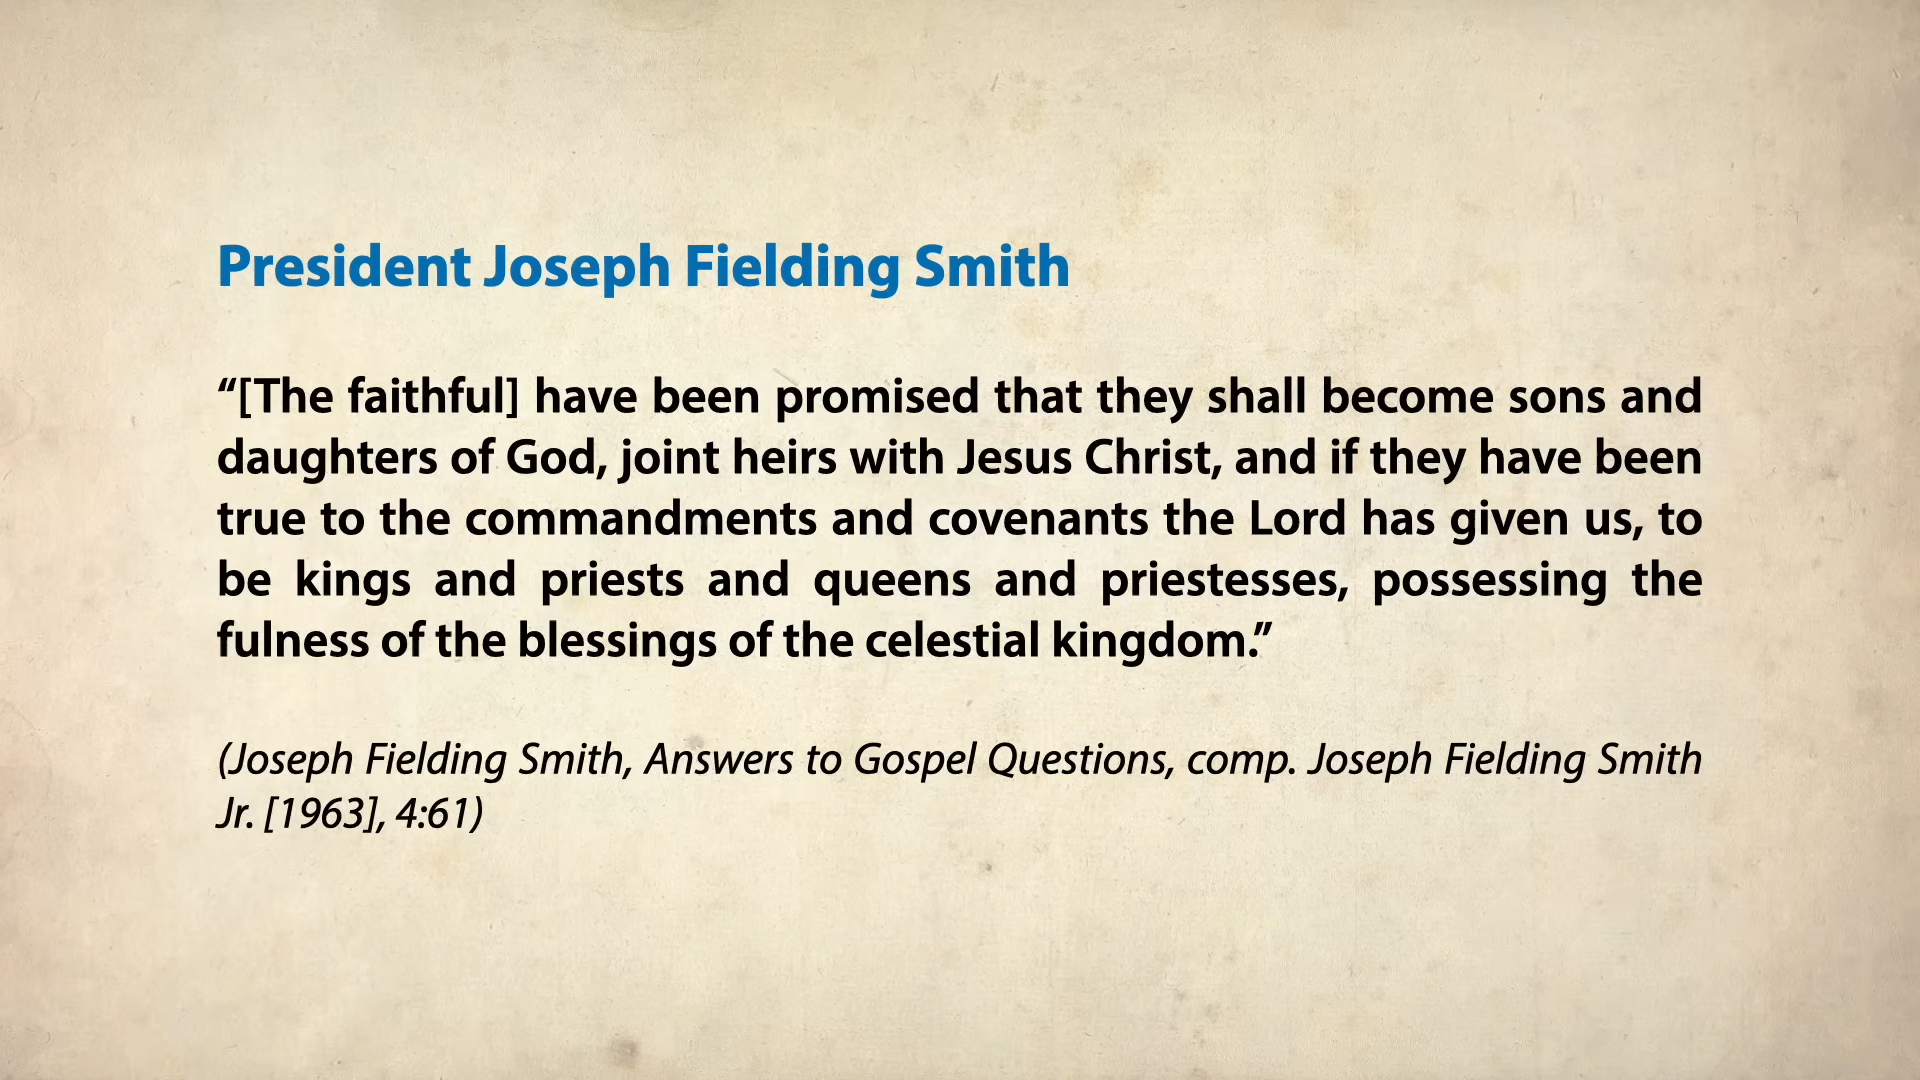 President Joseph Fielding Smith
“[The faithful] have been promised that they shall become sons and
daughters of God, joint heirs with Jesus Christ, and if they have been
true to the commandments and covenants the Lord has given us, to
be kings and priests and queens and priestesses, possessing the
fulness of the blessings of the celestial kingdom.”
(Joseph Fielding Smith, Answers to Gospel Questions, comp. Joseph Fielding Smith
Jr. [1963], 4:61)